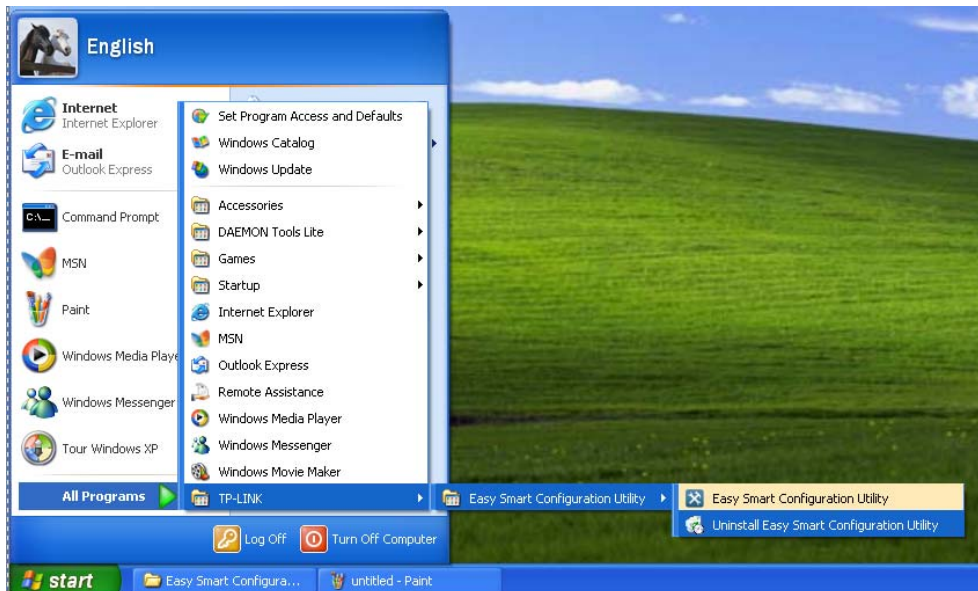 English
Internet
Internet Explorer
E-mail
Outlook Express
C:\_
Command Prompt
MSN
Paint
Windows Media Playe
Windows Messenger
Tour Windows XP
All Programs
Set Program Access and Defaults
Windows Catalog
Windows Update
Accessories
DAEMON Tools Lite
Games
Startup
Internet Explorer
MSN
Outlook Express
Remote Assistance
Windows Media Player
Windows Messenger
Windows Movie Maker
TP-LINK
Easy Smart Configuration Utility
Easy Smart Configuration Utility
Uninstall Easy Smart Configuration Utility
Log Off
Turn Off Computer
start
Easy Smart Configura...
untitled - Paint